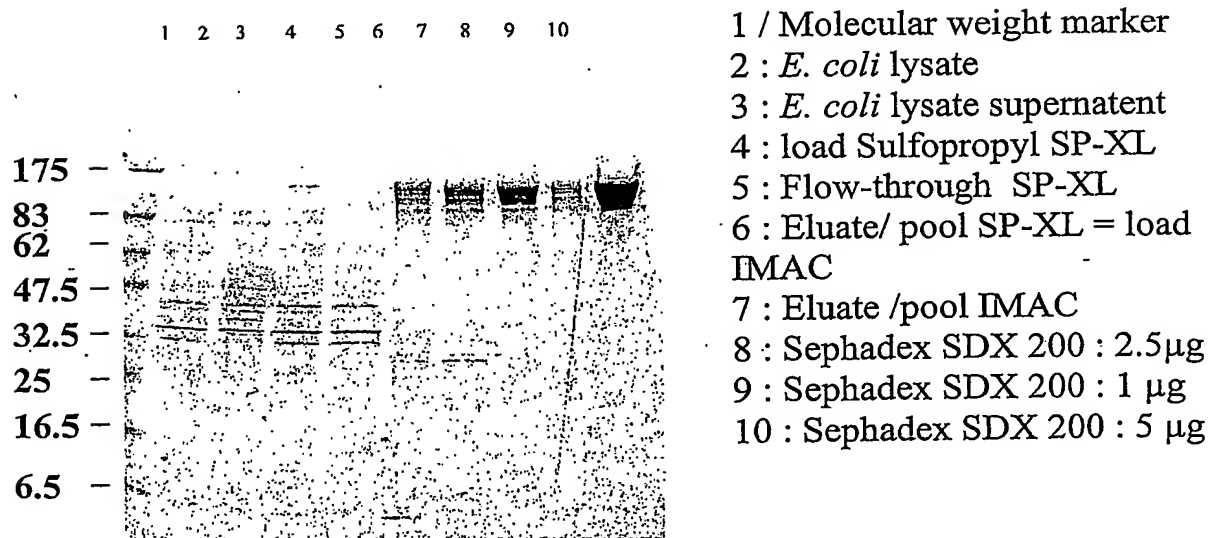 1 2 3 4 5 6 7 8 9 10
175 –
83 –
62 –
47.5 –
32.5 –
25 –
16.5 –
6.5 –
1 / Molecular weight marker
2 : E. coli lysate
3 : E. coli lysate supernatent
4 : load Sulfopropyl SP-XL
5 : Flow-through SP-XL
6 : Eluate/ pool SP-XL = load
IMAC
7 : Eluate /pool IMAC
8 : Sephadex SDX 200 : 2.5µg
9 : Sephadex SDX 200 : 1 µg
10 : Sephadex SDX 200 : 5 µg